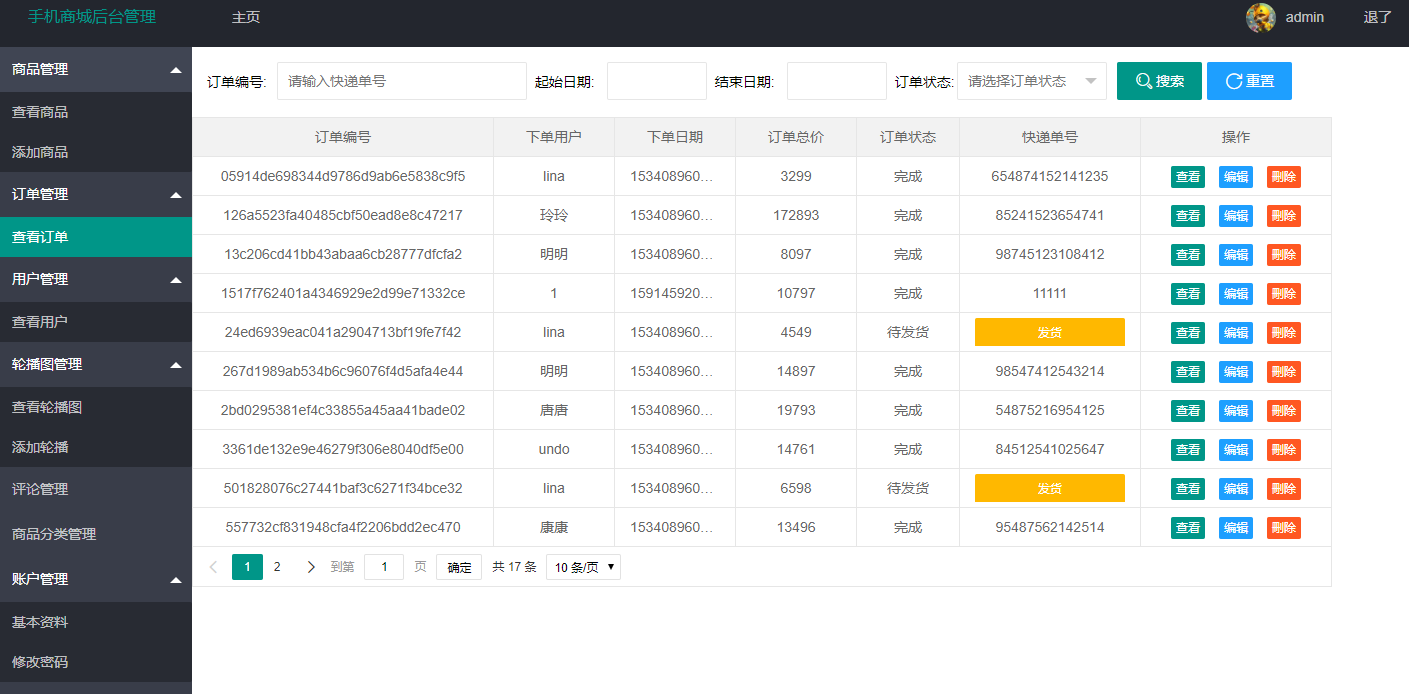 手机商城后台管理 主页 admin 退了
商品管理
查看商品
添加商品
订单管理
查看订单
用户管理
查看用户
轮播图管理
查看轮播图
添加轮播
评论管理
商品分类管理
账户管理
基本资料
修改密码
订单编号: 请输入快递单号 起始日期: 结束日期: 订单状态: 请选择订单状态 搜索 重置
订单编号 下单用户 下单日期 订单总价 订单状态 快递单号 操作
05914de698344d9786d9ab6e5838c9f5 lina 153408960... 3299 完成 654874152141235 查看 编辑 删除
126a5523fa40485cbf50ead8e8c47217 玲玲 153408960... 172893 完成 85241523654741 查看 编辑 删除
13c206cd41bb43abaa6cb28777dfcfa2 明明 153408960... 8097 完成 98745123108412 查看 编辑 删除
1517f762401a4346929e2d99e71332ce 1 159145920... 10797 完成 11111 查看 编辑 删除
24ed6939eac041a2904713bf19fe7f42 lina 153408960... 4549 待发货 发货 查看 编辑 删除
267d1989ab534b6c96076f4d5afa4e44 明明 153408960... 14897 完成 98547412543214 查看 编辑 删除
2bd0295381ef4c33855a45aa41bade02 唐唐 153408960... 19793 完成 54875216954125 查看 编辑 删除
3361de132e9e46279f306e8040df5e00 undo 153408960... 14761 完成 84512541025647 查看 编辑 删除
501828076c27441baf3c6271f34bce32 lina 153408960... 6598 待发货 发货 查看 编辑 删除
557732cf831948cfa4f2206bdd2ec470 康康 153408960... 13496 完成 95487562142514 查看 编辑 删除
1 2 到第 1 页 确定 共 17 条 10 条/页